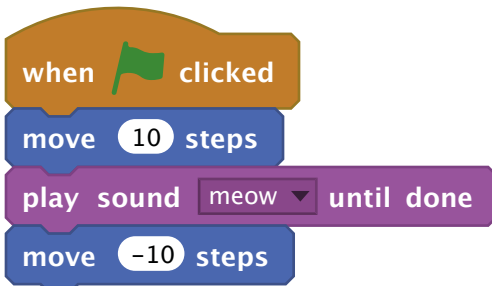 when clicked
move 10 steps
play sound meow until done
move -10 steps